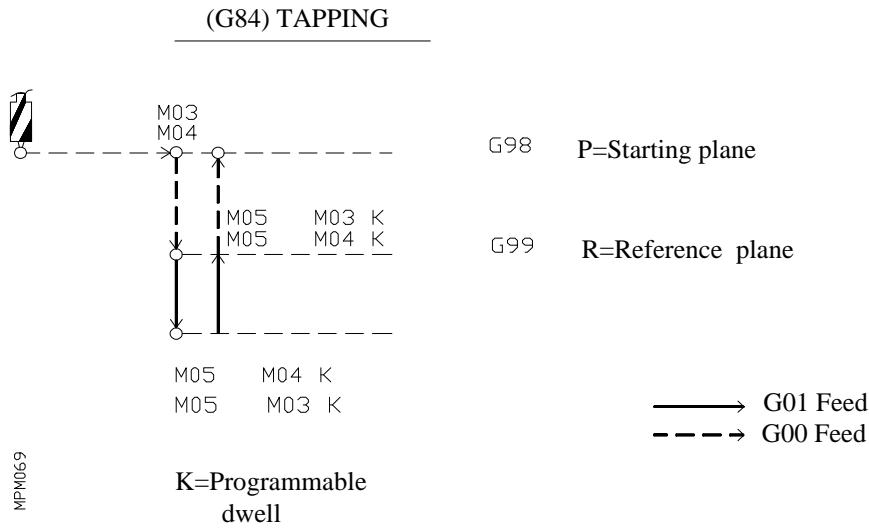 (G84) TAPPING
M03
M04
G98 P=Starting plane
M05 M03 K
M05 M04 K
G99 R=Reference plane
M05 M04 K
M05 M03 K
G01 Feed
G00 Feed
K=Programmable
dwell
MPM069